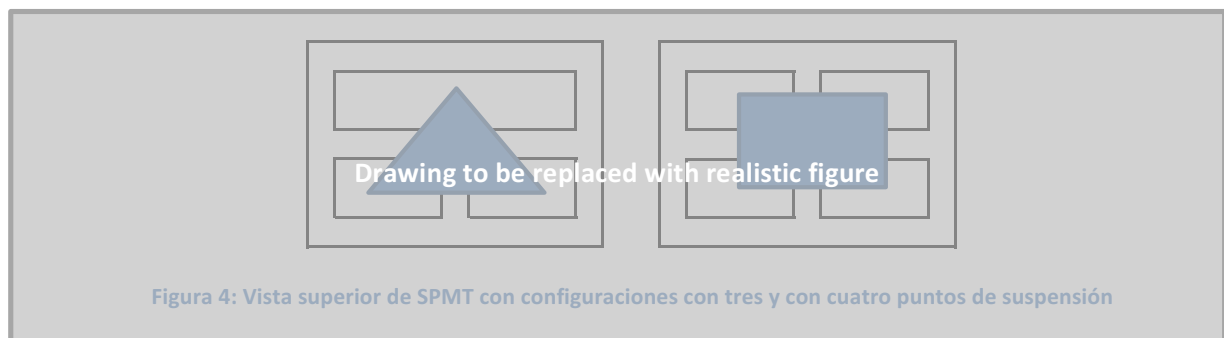 Drawing to be replaced with realistic figure
Figura 4: Vista superior de SPMT con configuraciones con tres y con cuatro puntos de suspensión